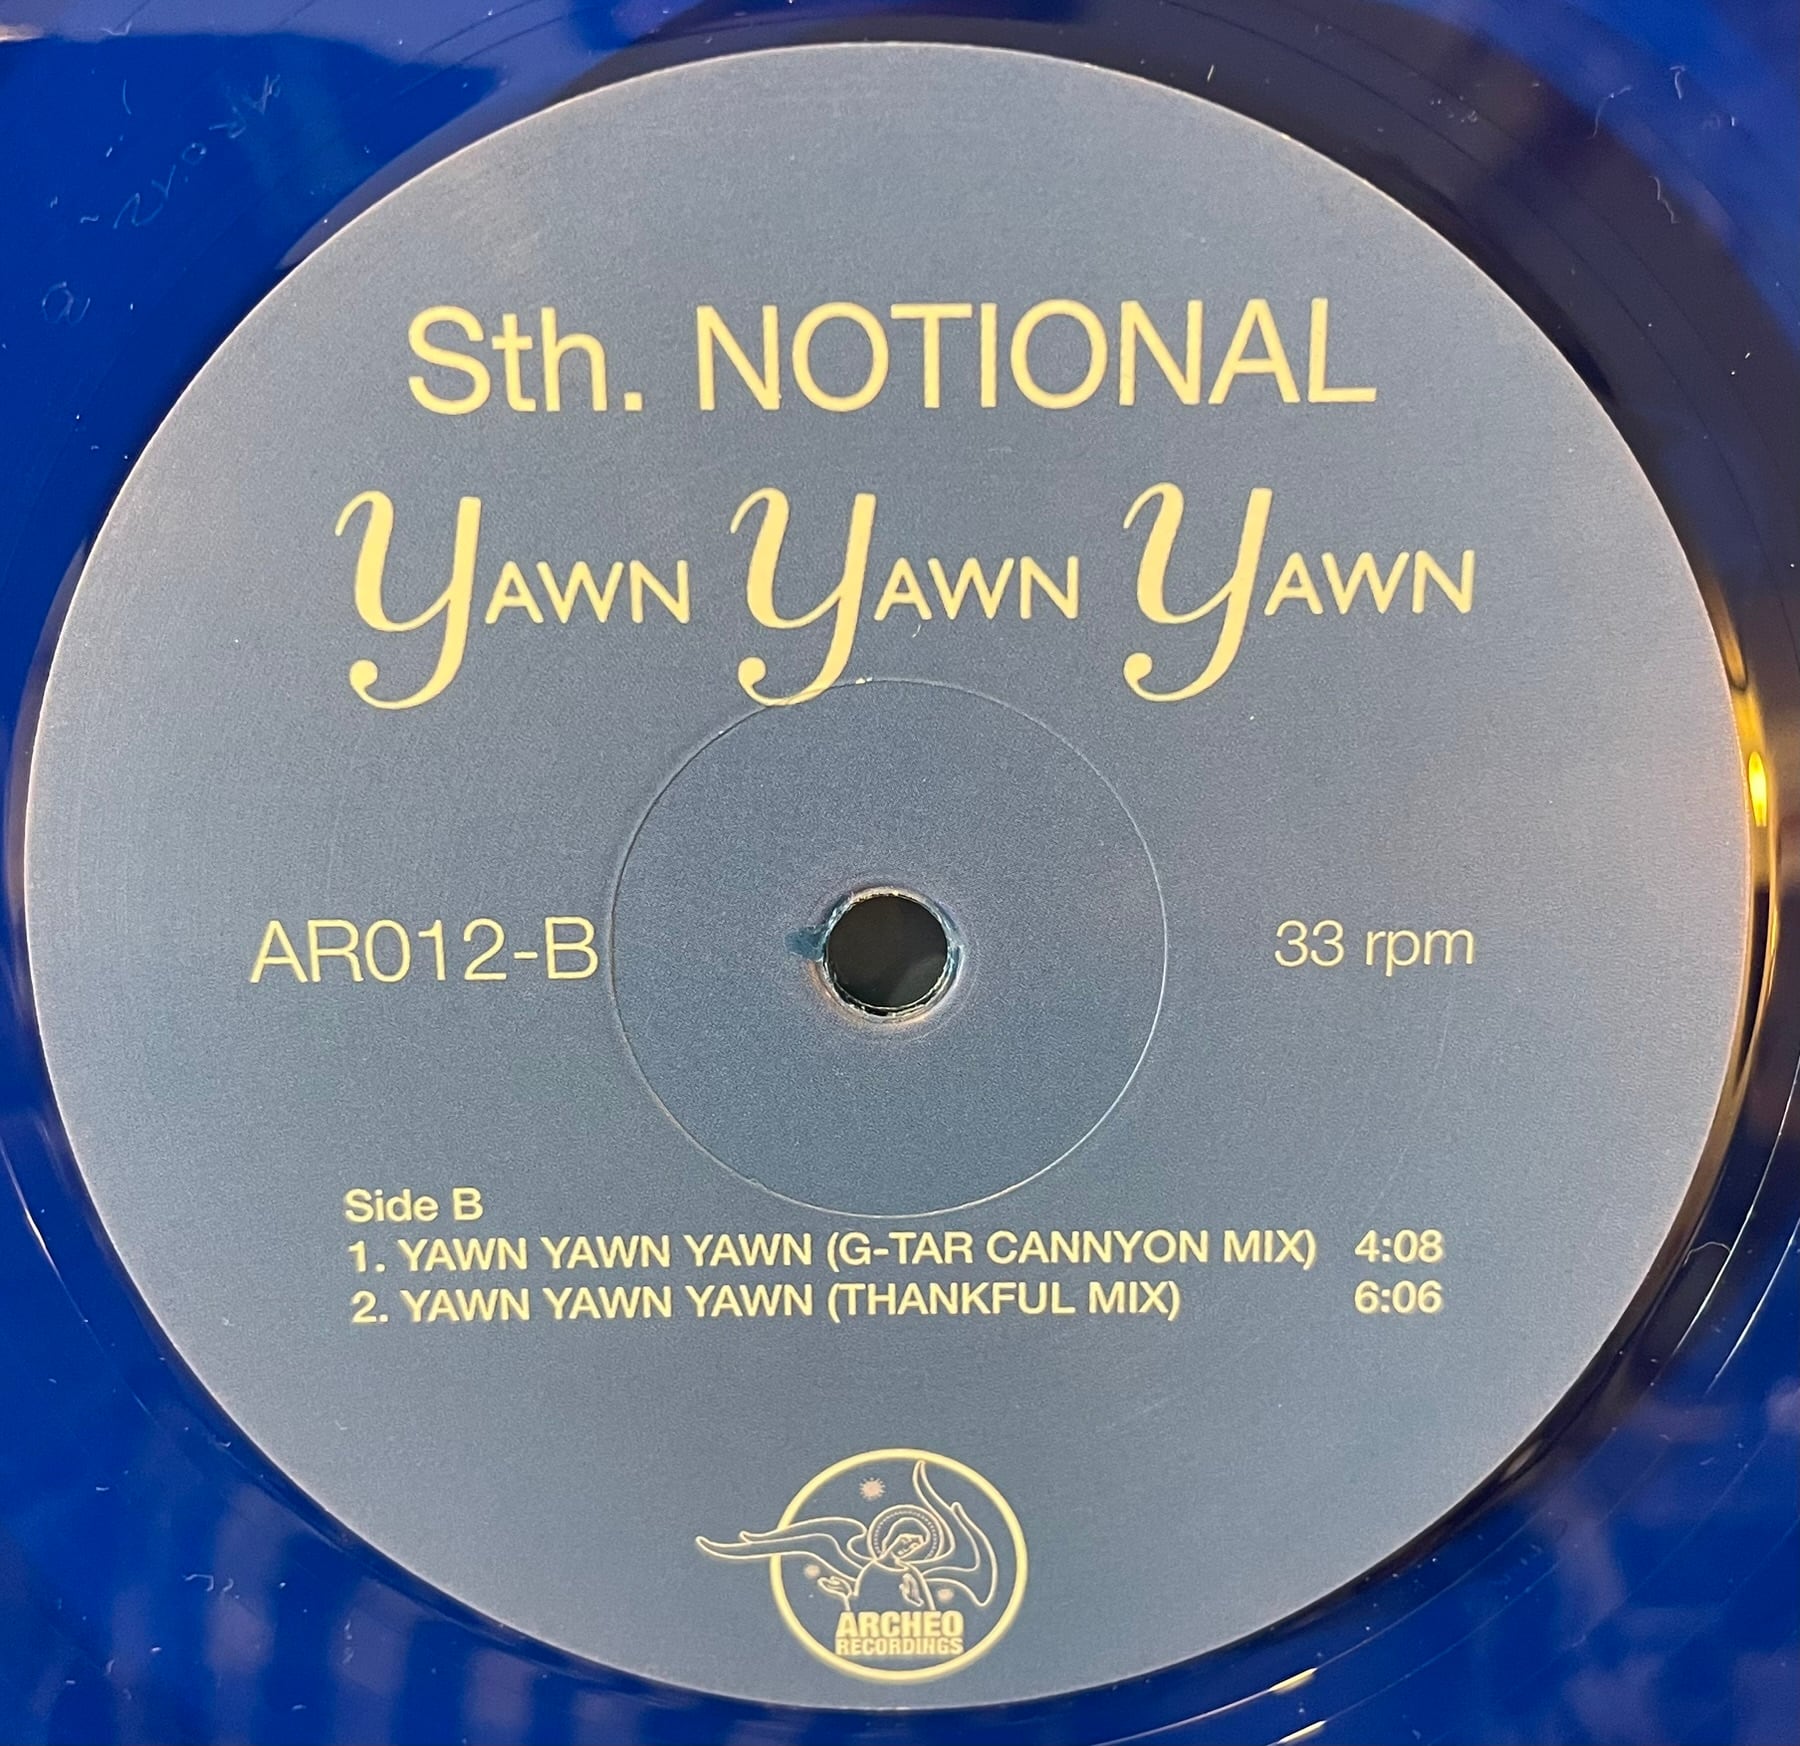 Sth. NOTIONAL
YAWN YAWN YAWN
AR012-B
33 rpm
Side B
1. YAWN YAWN YAWN (G-TAR CANNYON MIX) 4:08
2. YAWN YAWN YAWN (THANKFUL MIX) 6:06
ARCHEO
RECORDINGS